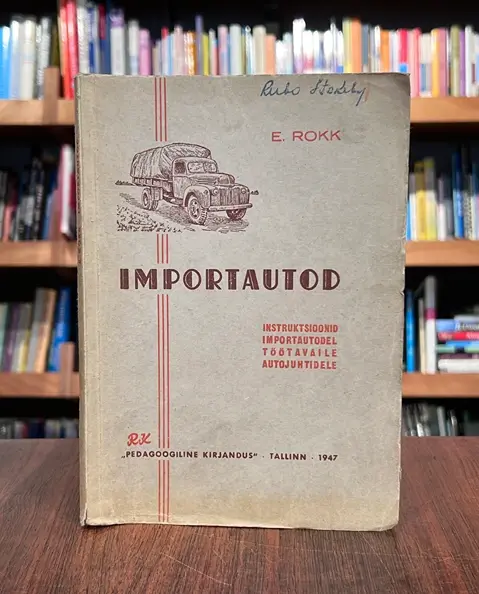 E. ROKK
IMPORTAUTOD
INSTRUKTSIOONID
IMPORTAUTODEL
TÖÖTAVAILE
AUTOJUHTIDELE
RK
„PEDAGOOGILINE KIRJANDUS“ · TALLINN · 1947